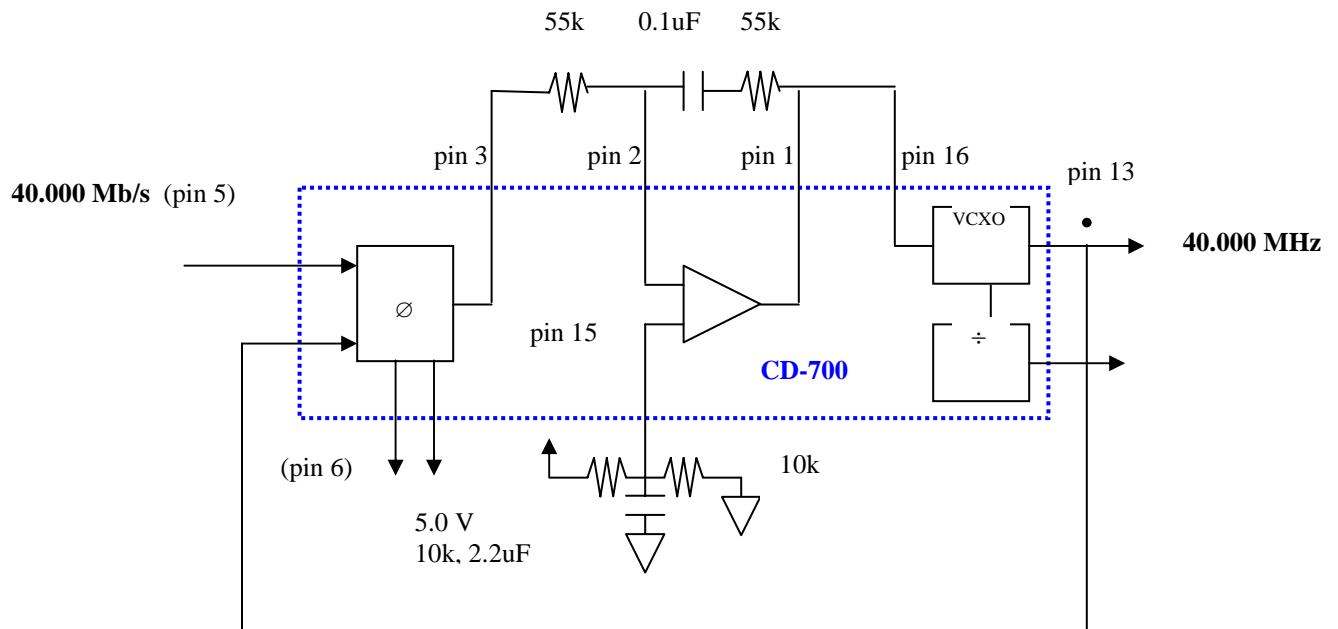 55k 0.1uF 55k
pin 3 pin 2 pin 1 pin 16
pin 13
40.000 Mb/s (pin 5)
VCXO
40.000 MHz
∅
pin 15
÷
CD-700
(pin 6)
10k
5.0 V
10k, 2.2uF